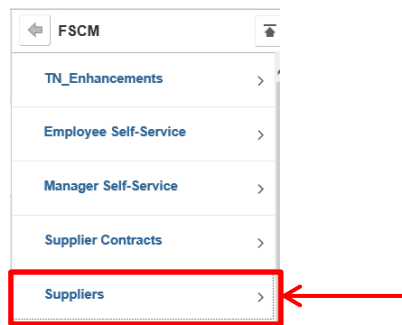 FSCM
TN_Enhancements
Employee Self-Service
Manager Self-Service
Supplier Contracts
Suppliers